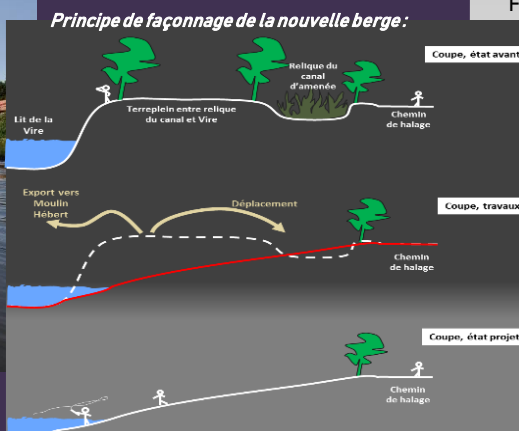 Principe de façonnage de la nouvelle berge :
Coupe, état avant
Relique du
canal
d'amenée
Lit de la
Vire
Terreplein entre relique
du canal et Vire
Chemin
de halage
Export vers
Moulin
Hébert
Déplacement
Coupe, travaux
Chemin
de halage
Coupe, état projet
Chemin
de halage